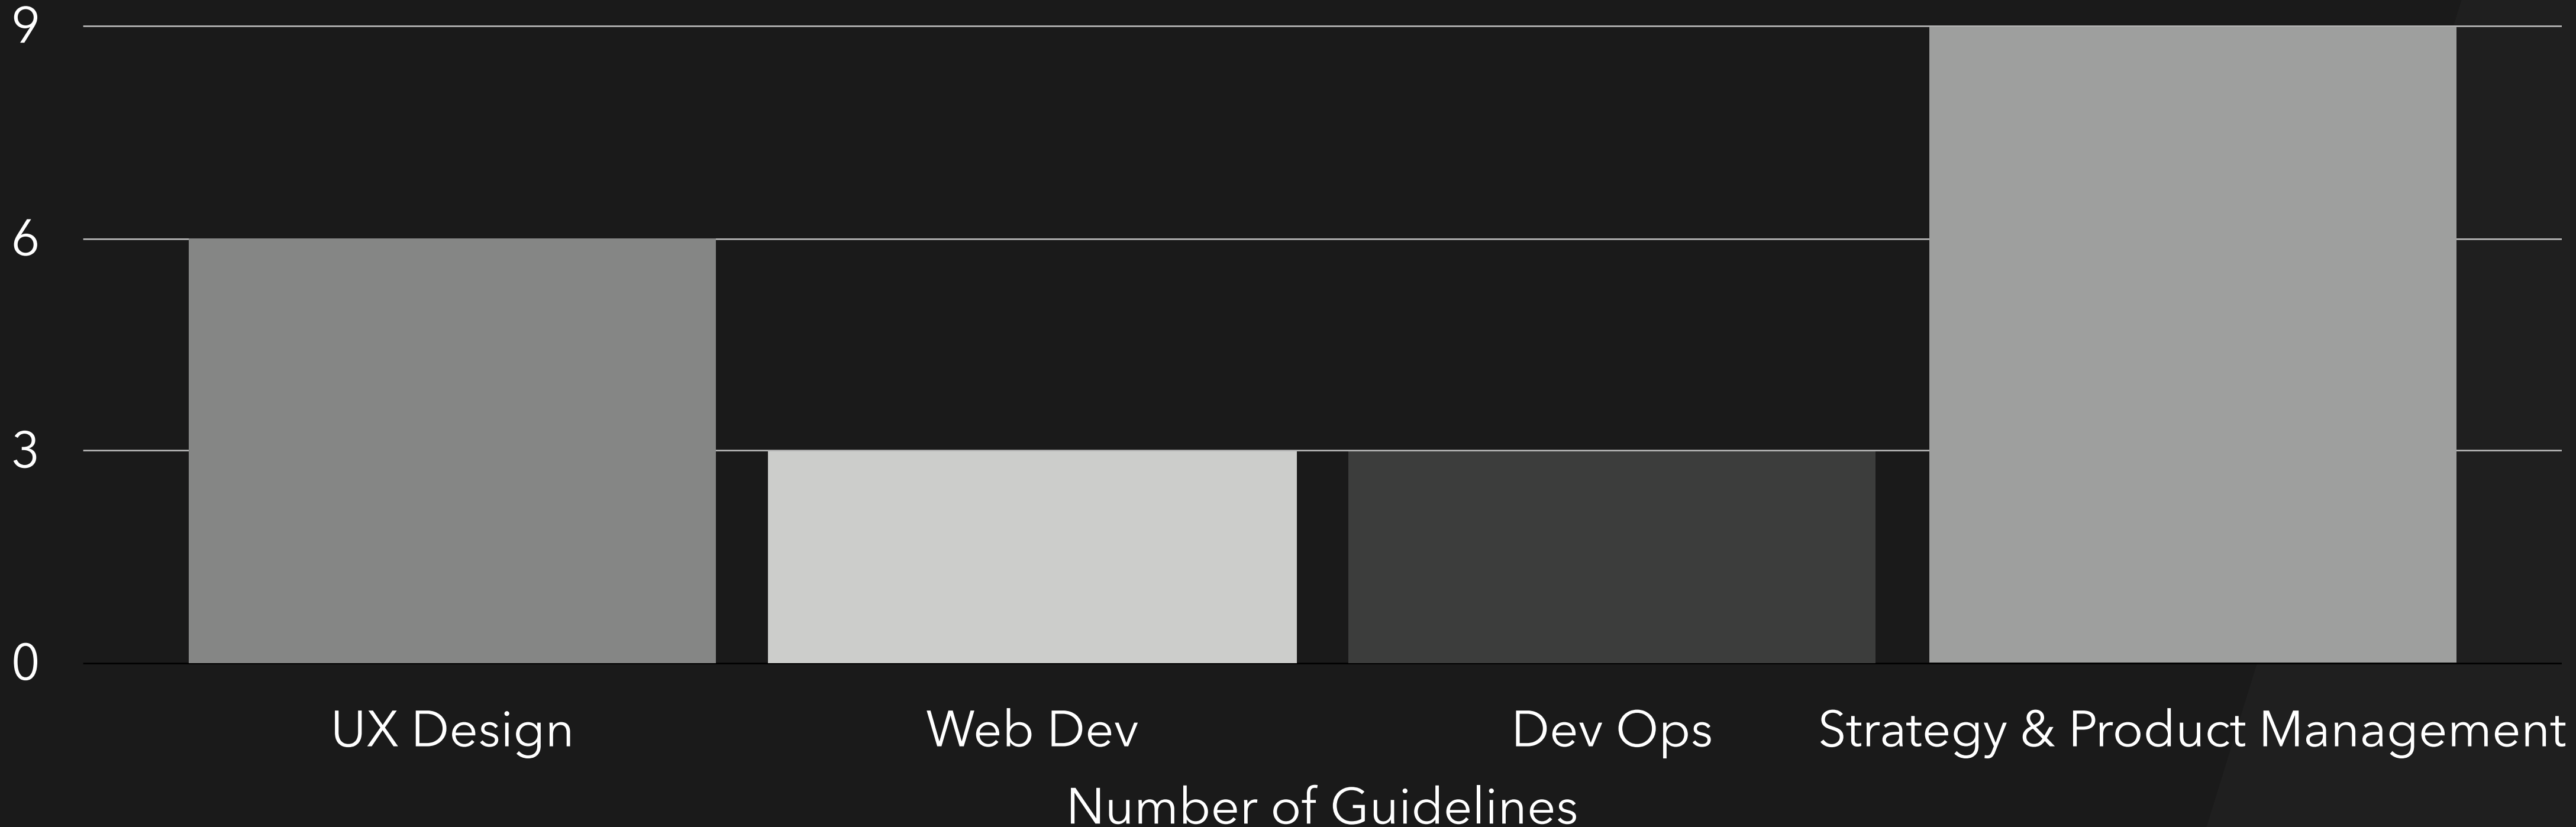 9
6
3
0
UX Design
Web Dev
Dev Ops
Strategy & Product Management
Number of Guidelines